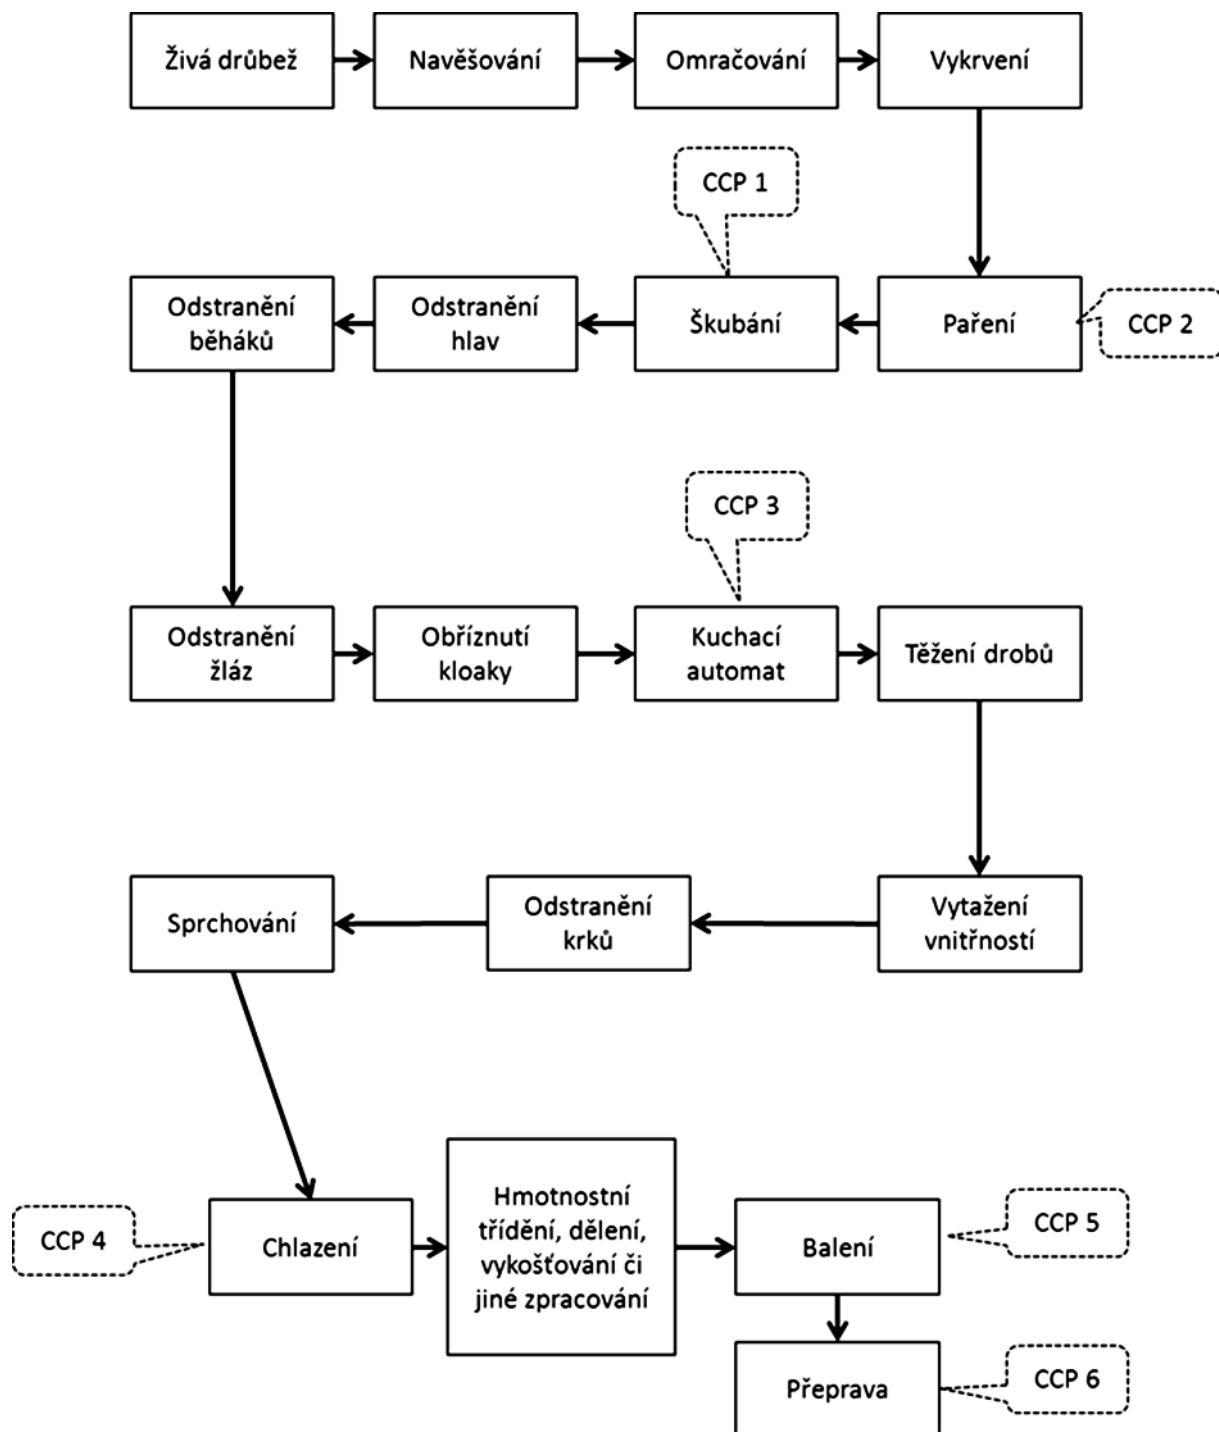 Živá drůbež
Navěšování
Omračování
Vykrvení
CCP 1
Odstranění
běháků
Odstranění
hlav
Škubání
Paření
CCP 2
CCP 3
Odstranění
žláz
Obříznutí
kloaky
Kuchací
automat
Těžení drobů
Sprchování
Odstranění
krků
Vytažení
vnitřností
CCP 4
Chlazení
Hmotnostní
třídění, dělení,
vykošťování či
jiné zpracování
Balení
CCP 5
Přeprava
CCP 6